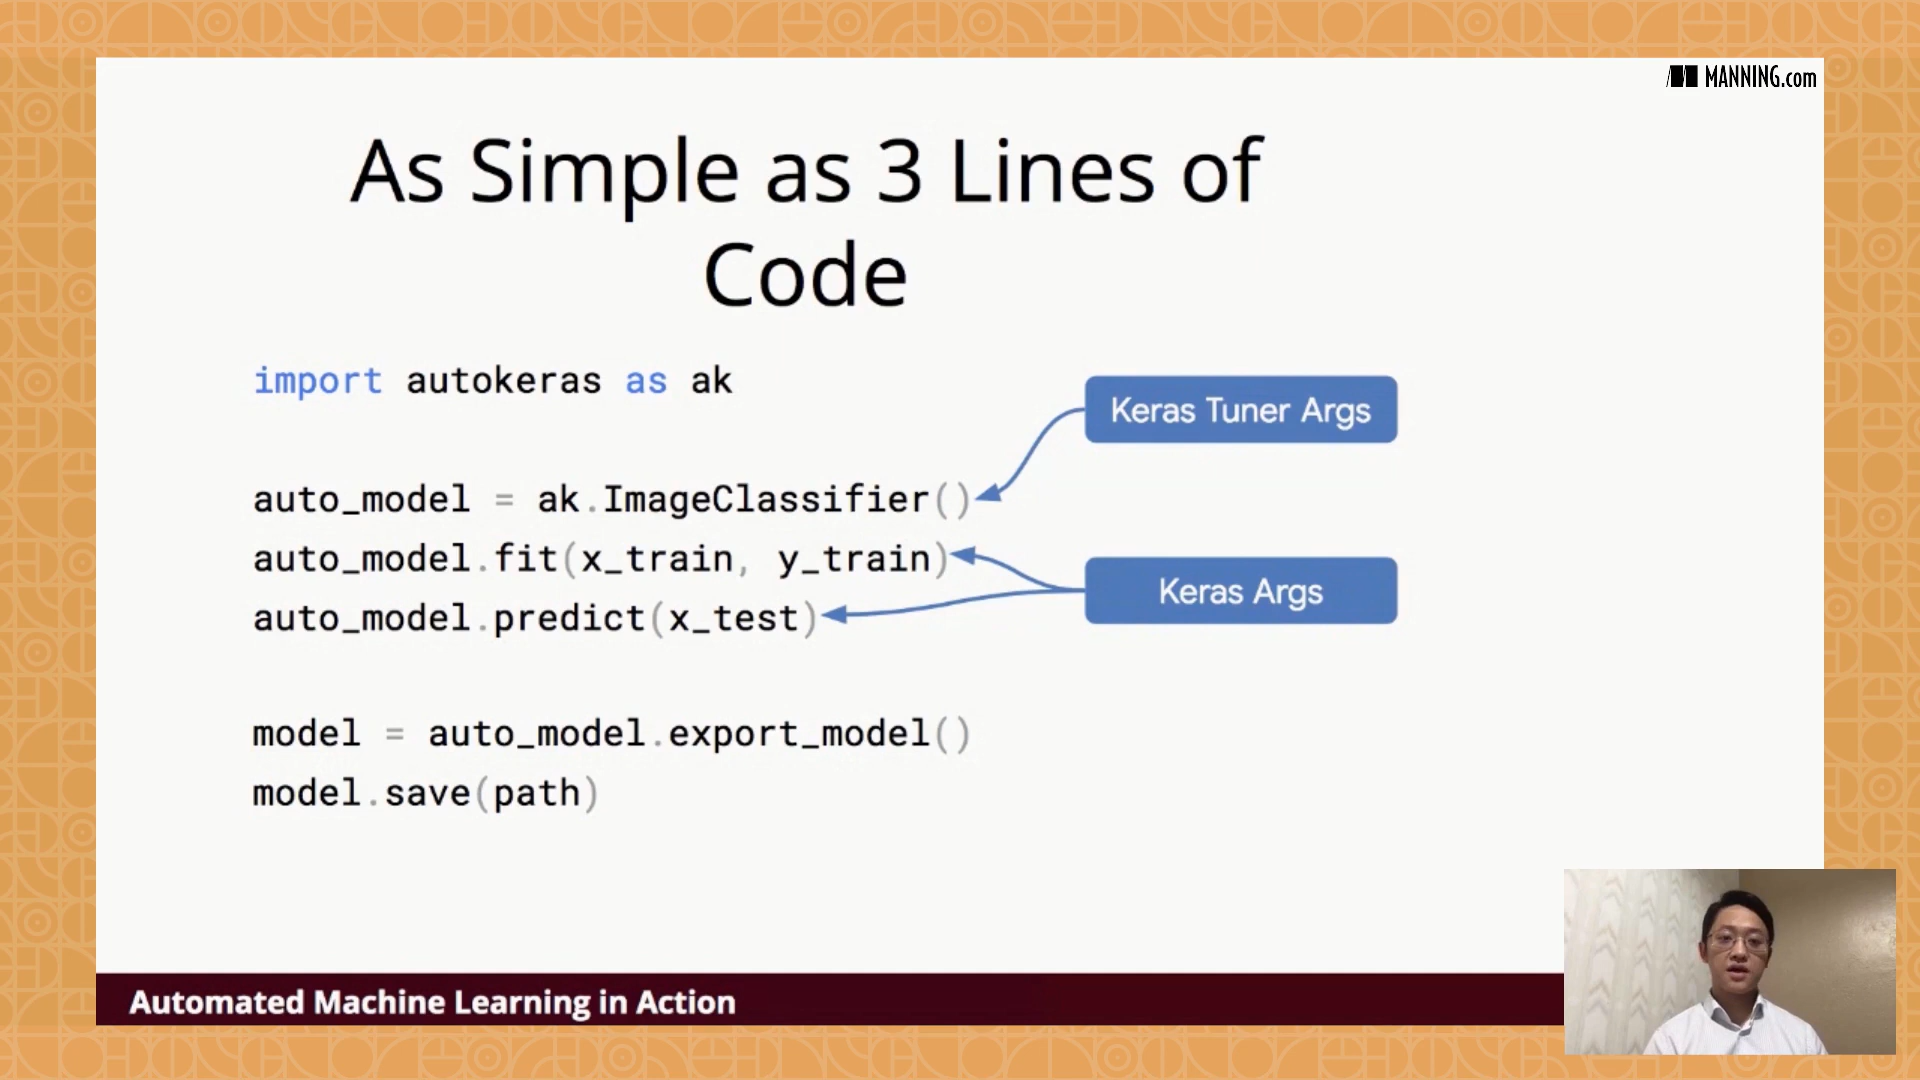 MANNING.com
As Simple as 3 Lines of
Code
import autokeras as ak
Keras Tuner Args
auto_model = ak.ImageClassifier()
auto_model.fit(x_train, y_train)
Keras Args
auto_model.predict(x_test)
model = auto_model.export_model()
model.save(path)
Automated Machine Learning in Action